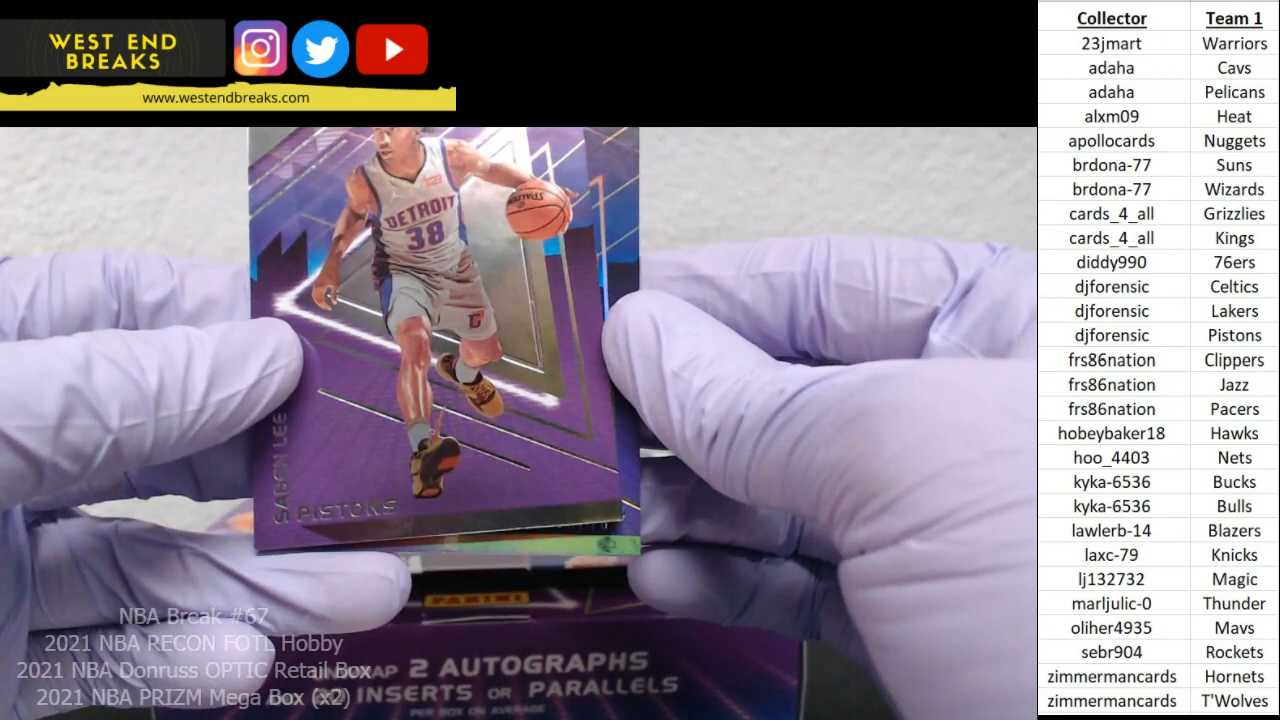 WEST END
BREAKS
www.westendbreaks.com
SPALDING
DETROIT
38
SABEN LEE
PISTONS
PANINI
2 AUTOGRAPHS
INSERTS OR PARALLELS
PER BOX ON AVERAGE
NBA Break #67
2021 NBA RECON FOTL Hobby
2021 NBA Donruss OPTIC Retail Box
2021 NBA PRIZM Mega Box (x2)
Collector Team 1
23jmart Warriors
adaha Cavs
adaha Pelicans
alxm09 Heat
apollocards Nuggets
brdona-77 Suns
brdona-77 Wizards
cards_4_all Grizzlies
cards_4_all Kings
diddy990 76ers
djforensic Celtics
djforensic Lakers
djforensic Pistons
frs86nation Clippers
frs86nation Jazz
frs86nation Pacers
hobeybaker18 Hawks
hoo_4403 Nets
kyka-6536 Bucks
kyka-6536 Bulls
lawlerb-14 Blazers
laxc-79 Knicks
lj132732 Magic
marljulic-0 Thunder
oliher4935 Mavs
sebr904 Rockets
zimmermancards Hornets
zimmermancards T'Wolves